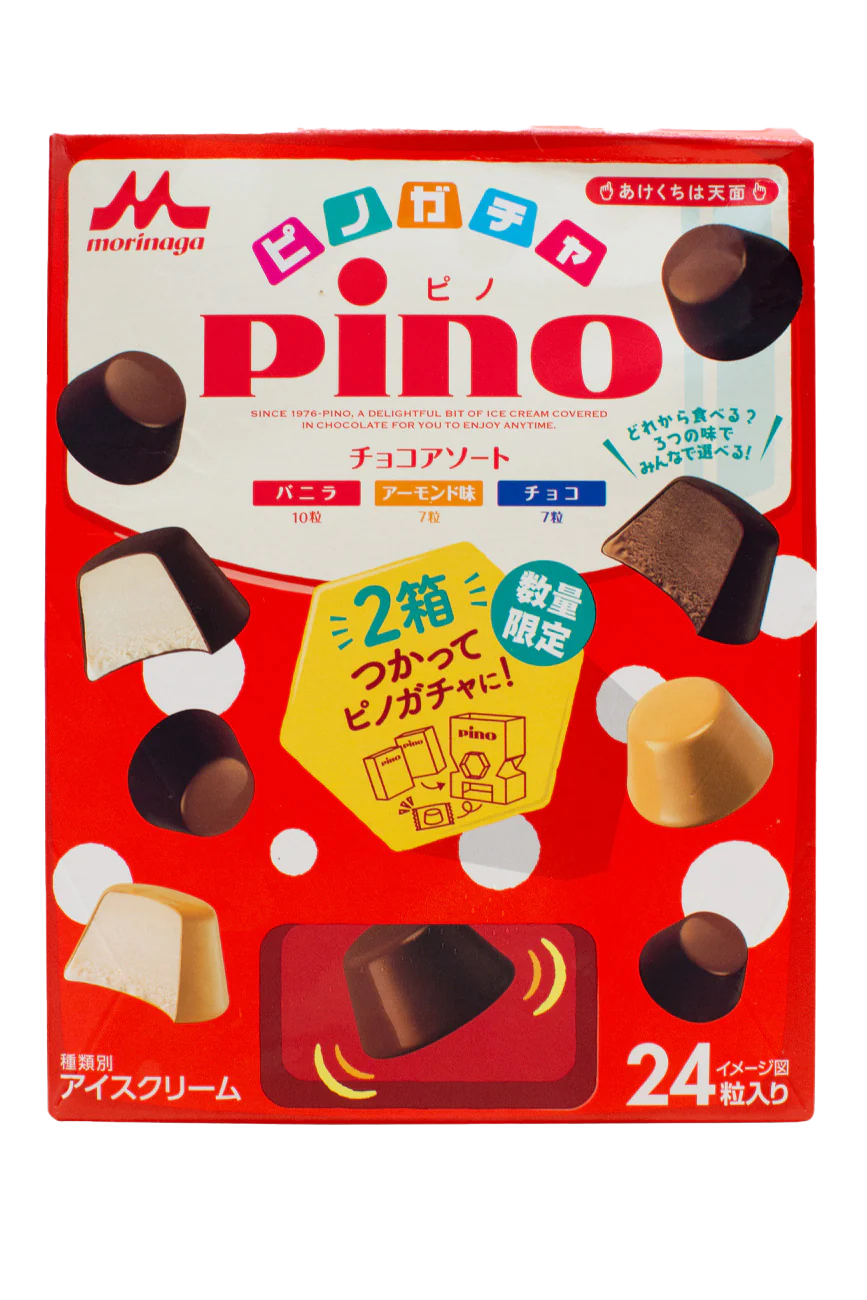 morinaga
あけくちは天面
ピノガチャ
ピノ
pino
SINCE 1976-PINO, A DELIGHTFUL BIT OF ICE CREAM COVERED
IN CHOCOLATE FOR YOU TO ENJOY ANYTIME.
どれから食べる?
3つの味で
みんなで選べる!
チョコアソート
バニラ アーモンド味 チョコ
10粒 7粒 7粒
2箱
つかって
ピノガチャに!
数量
限定
pino pino pino
種類別
アイスクリーム
イメージ図
24粒入り